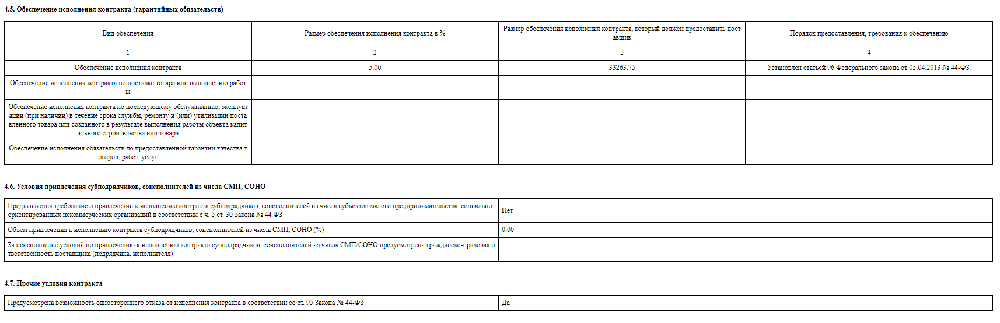 4.5. Обеспечение исполнения контракта (гарантийных обязательств)
Вид обеспечения
Размер обеспечения исполнения контракта в %
Размер обеспечения исполнения контракта, который должен предоставить пост
авщик
Порядок предоставления, требования к обеспечению
1
2
3
4
Обеспечение исполнения контракта
5.00
33263.75
Установлен статьей 96 Федерального закона от 05.04.2013 № 44-ФЗ.
Обеспечение исполнения контракта по поставке товара или выполнению работ
ы
Обеспечение исполнения контракта по последующему обслуживанию, эксплуат
ации (при наличии) в течение срока службы, ремонту и (или) утилизации поста
вленного товара или созданного в результате выполнения работы объекта капит
ального строительства или товара
Обеспечение исполнения обязательств по предоставленной гарантии качества т
оваров, работ, услуг
4.6. Условия привлечения субподрядчиков, соисполнителей из числа СМП, СОНО
Предъявляется требование о привлечении к исполнению контракта субподрядчиков, соисполнителей из числа субъектов малого предпринимательства, социально
ориентированных некоммерческих организаций в соответствии с ч. 5 ст. 30 Закона № 44 ФЗ
Нет
Объем привлечения к исполнению контракта субподрядчиков, соисполнителей из числа СМП, СОНО (%)
0.00
За неисполнение условий по привлечению к исполнению контракта субподрядчиков, соисполнителей из числа СМП/СОНО предусмотрена гражданско-правовая о
тветственность поставщика (подрядчика, исполнителя)
4.7. Прочие условия контракта
Предусмотрена возможность одностороннего отказа от исполнения контракта в соответствии со ст. 95 Закона № 44-ФЗ
Да